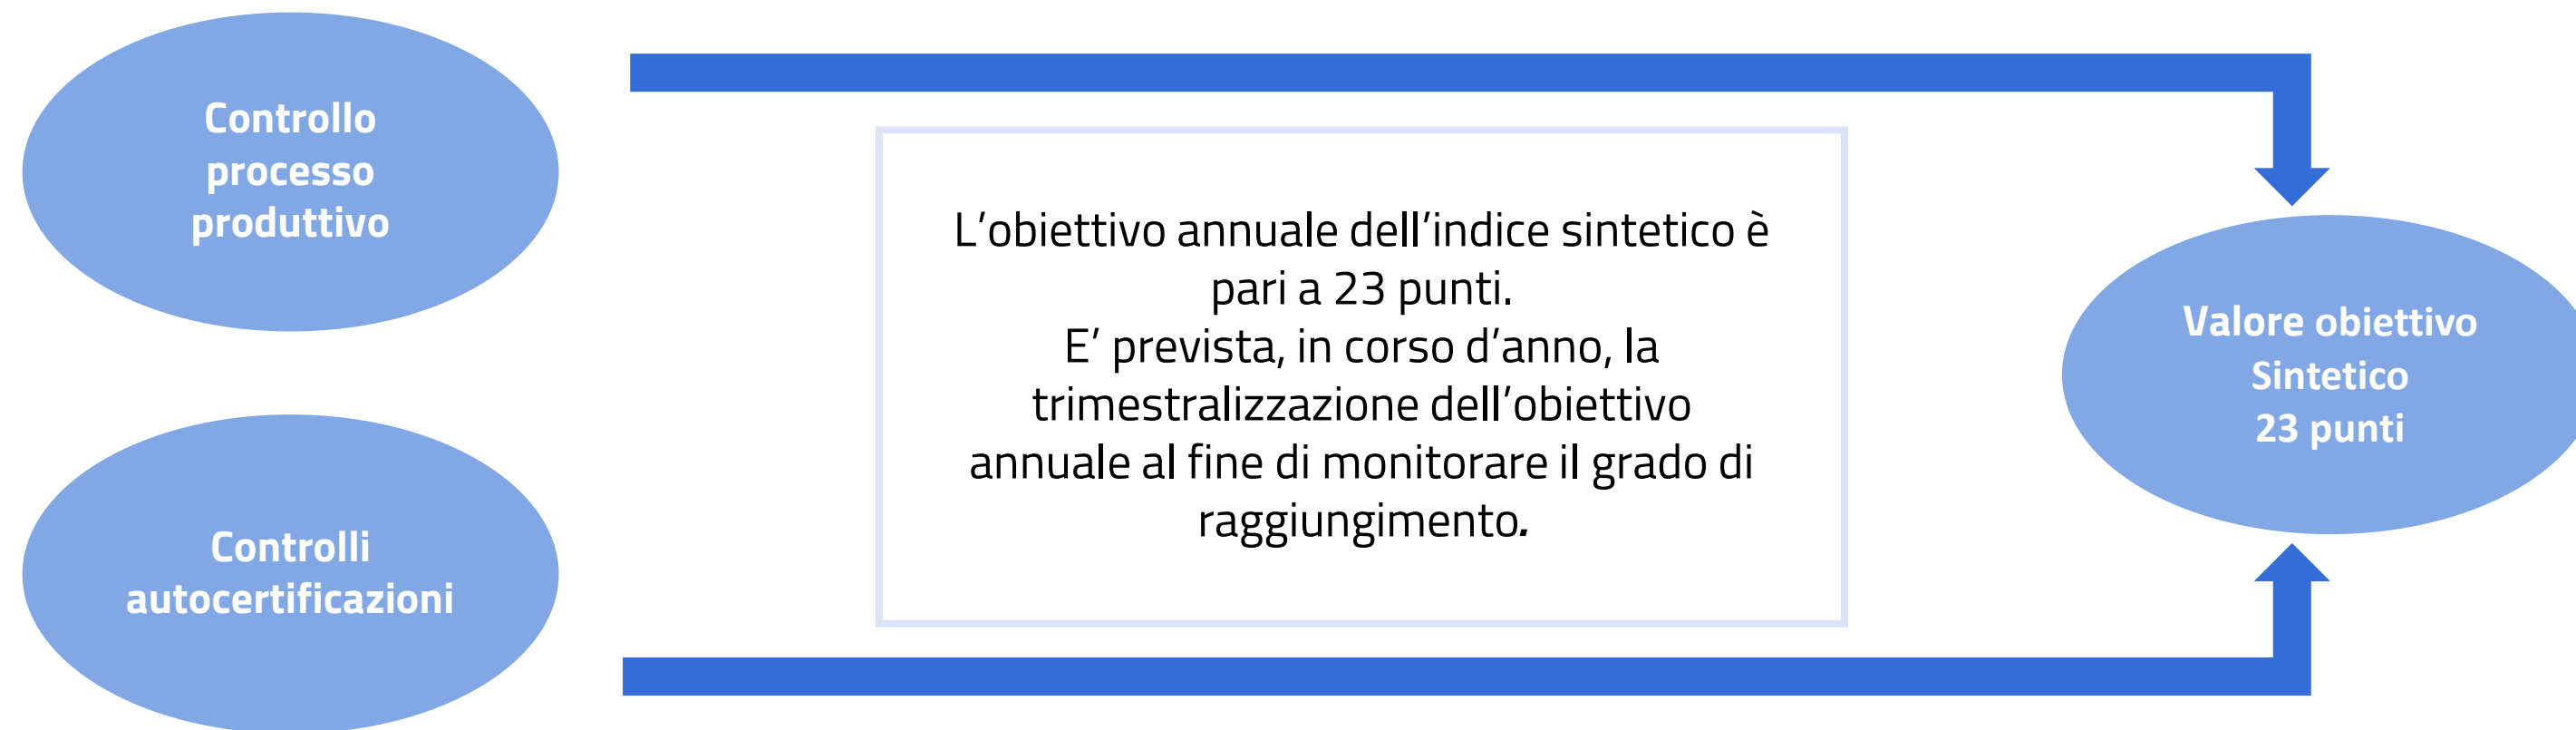 Controllo
processo
produttivo
Controlli
autocertificazioni
L’obiettivo annuale dell’indice sintetico è
pari a 23 punti.
E’ prevista, in corso d’anno, la
trimestralizzazione dell’obiettivo
annuale al fine di monitorare il grado di
raggiungimento.
Valore obiettivo
Sintetico
23 punti